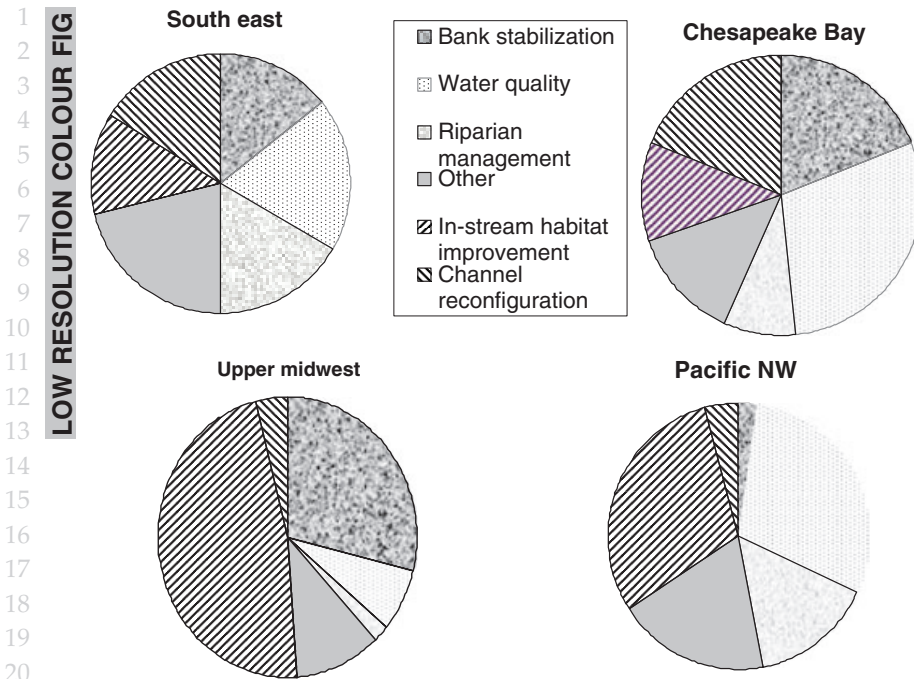 1
2
3
4
5
6
7
8
9
10
11
12
13
14
15
16
17
18
19
20
LOW RESOLUTION COLOUR FIG
South east
Bank stabilization
Water quality
Riparian
management
Other
In-stream habitat
improvement
Channel
reconfiguration
Chesapeake Bay
Upper midwest
Pacific NW